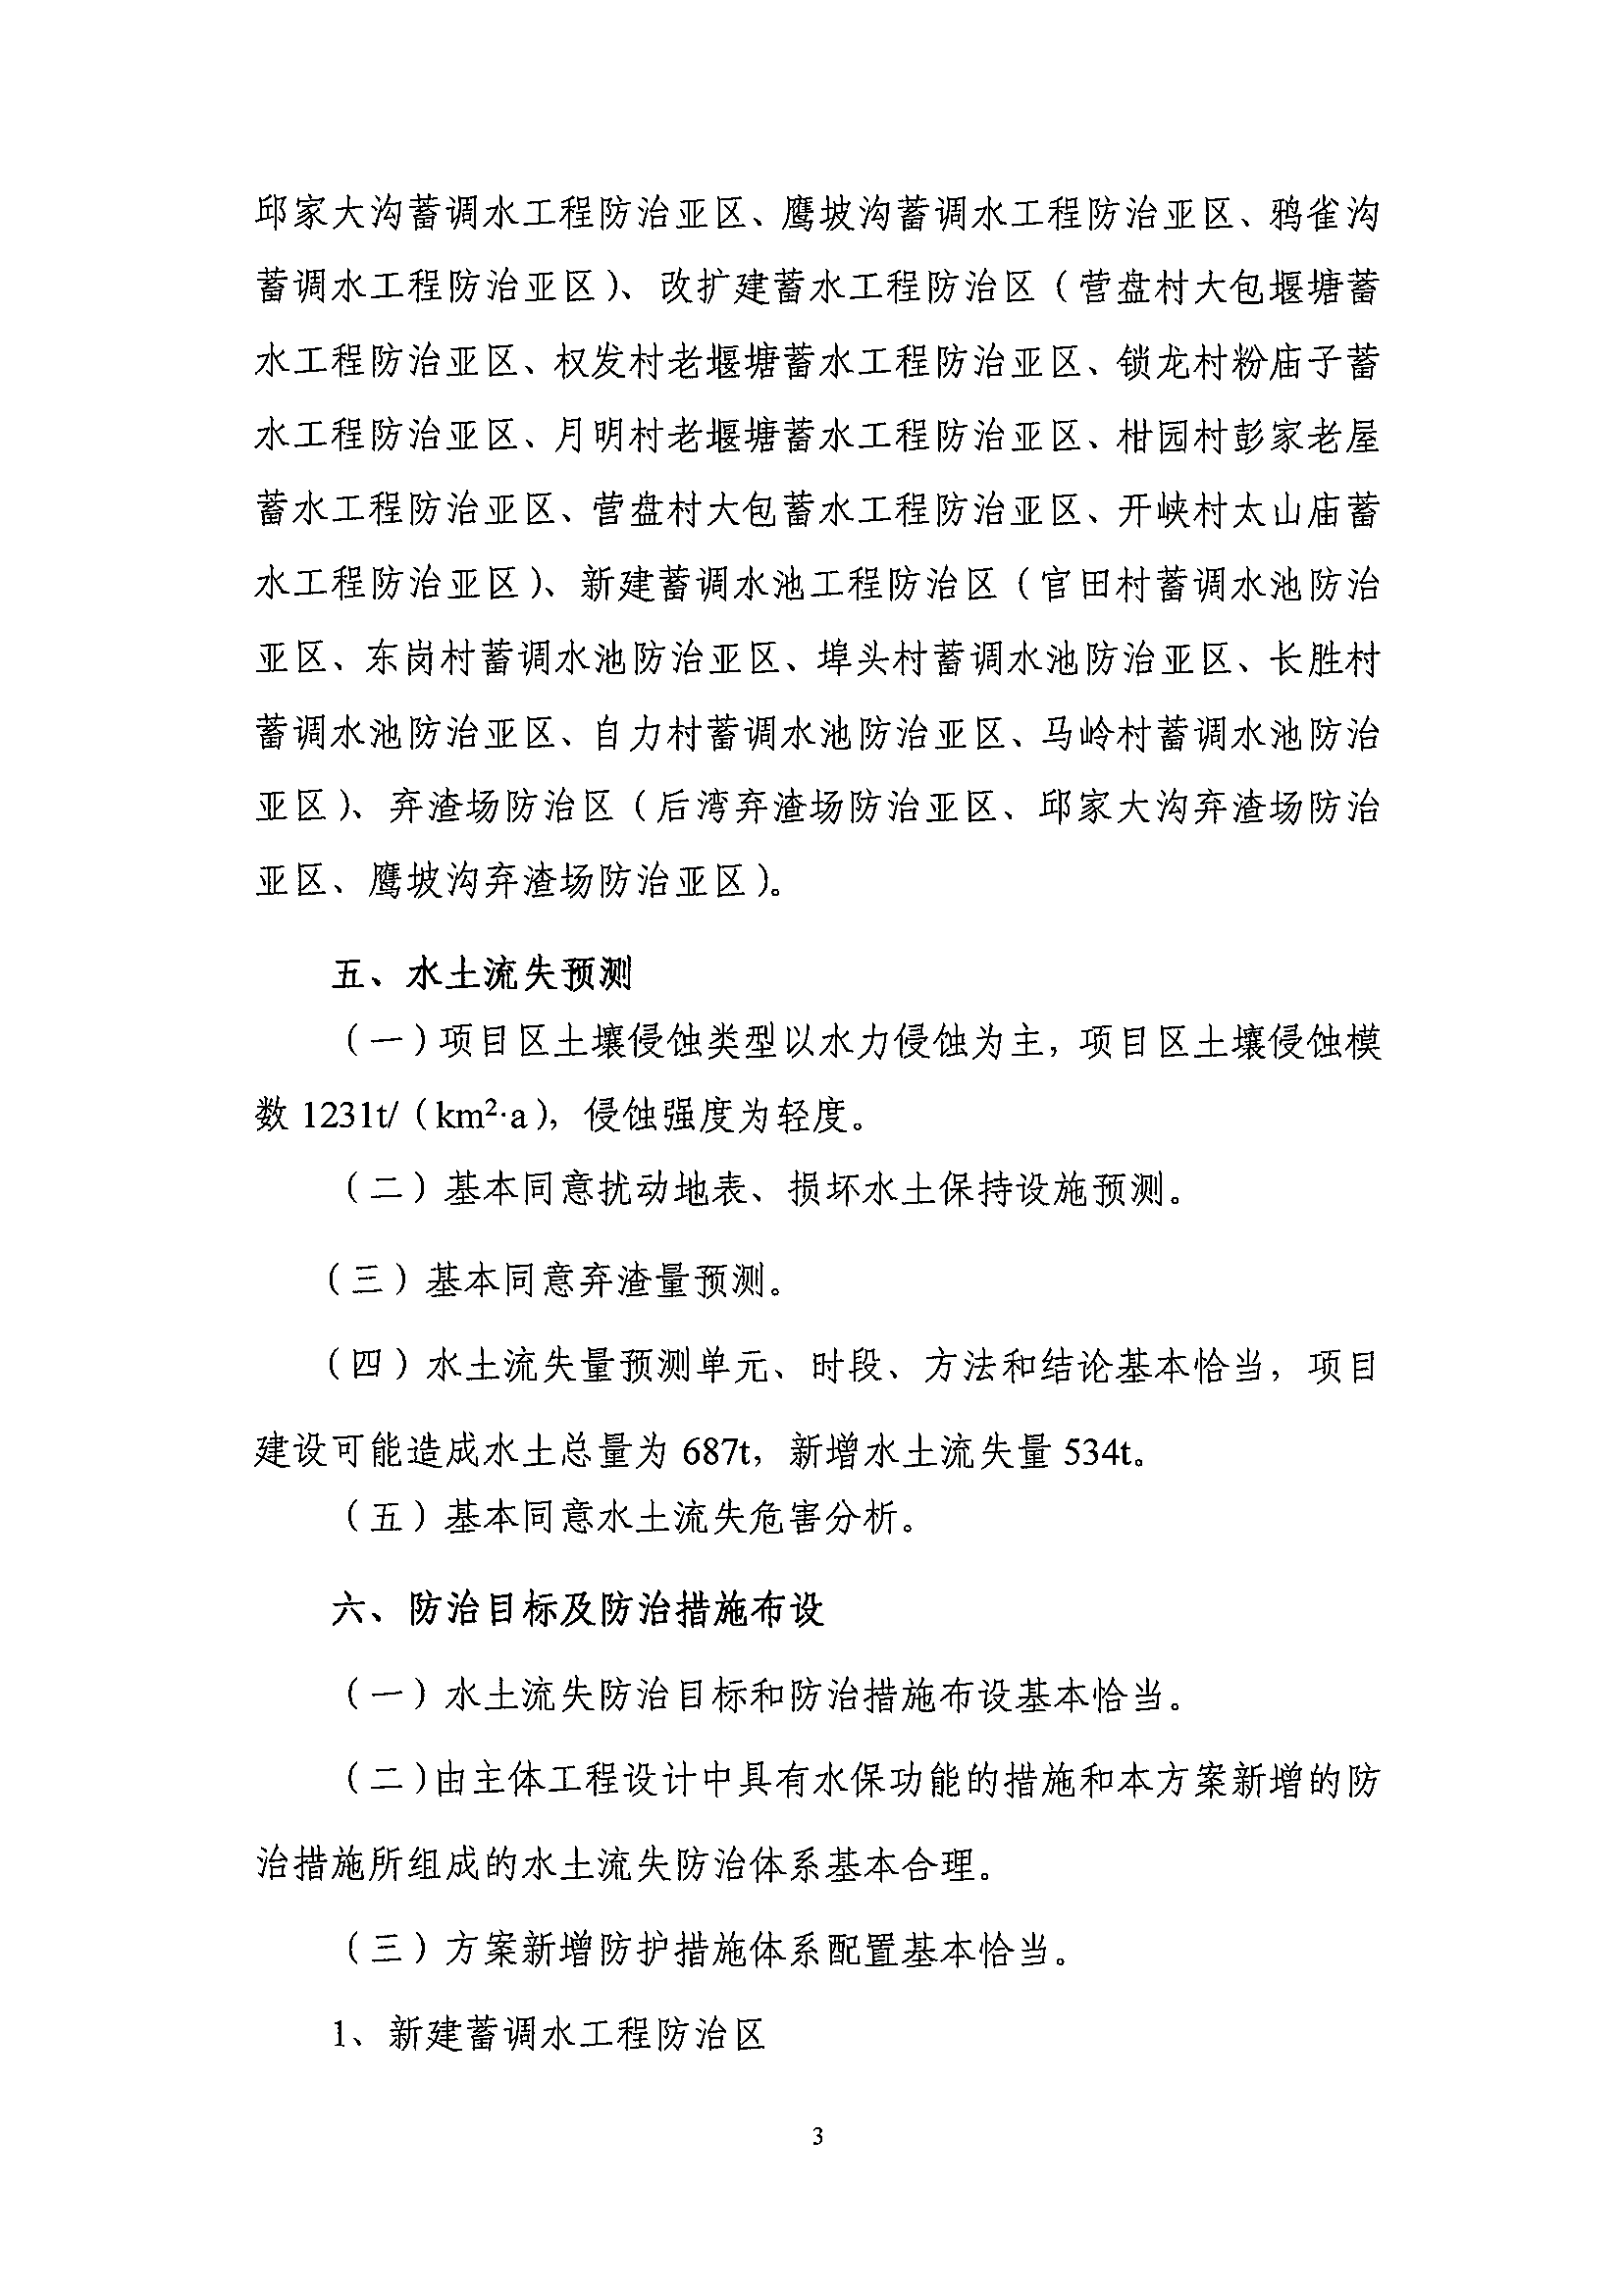 邱家大沟蓄调水工程防治亚区、鹰坡沟蓄调水工程防治亚区、鸦雀沟
蓄调水工程防治亚区）、改扩建蓄水工程防治区（营盘村大包堰塘蓄
水工程防治亚区、权发村老堰塘蓄水工程防治亚区、锁龙村粉庙子蓄
水工程防治亚区、月明村老堰塘蓄水工程防治亚区、柑园村彭家老屋
蓄水工程防治亚区、营盘村大包蓄水工程防治亚区、开峡村太山庙蓄
水工程防治亚区）、新建蓄调水池工程防治区（官田村蓄调水池防治
亚区、东岗村蓄调水池防治亚区、埠头村蓄调水池防治亚区、长胜村
蓄调水池防治亚区、自力村蓄调水池防治亚区、马岭村蓄调水池防治
亚区）、弃渣场防治区（后湾弃渣场防治亚区、邱家大沟弃渣场防治
亚区、鹰坡沟弃渣场防治亚区）。
五、水土流失预测
（一）项目区土壤侵蚀类型以水力侵蚀为主，项目区土壤侵蚀模
数 1231t/（km²·a），侵蚀强度为轻度。
（二）基本同意扰动地表、损坏水土保持设施预测。
（三）基本同意弃渣量预测。
（四）水土流失量预测单元、时段、方法和结论基本恰当，项目
建设可能造成水土总量为 687t，新增水土流失量 534t。
（五）基本同意水土流失危害分析。
六、防治目标及防治措施布设
（一）水土流失防治目标和防治措施布设基本恰当。
（二）由主体工程设计中具有水保功能的措施和本方案新增的防
治措施所组成的水土流失防治体系基本合理。
（三）方案新增防护措施体系配置基本恰当。
1、新建蓄调水工程防治区
3